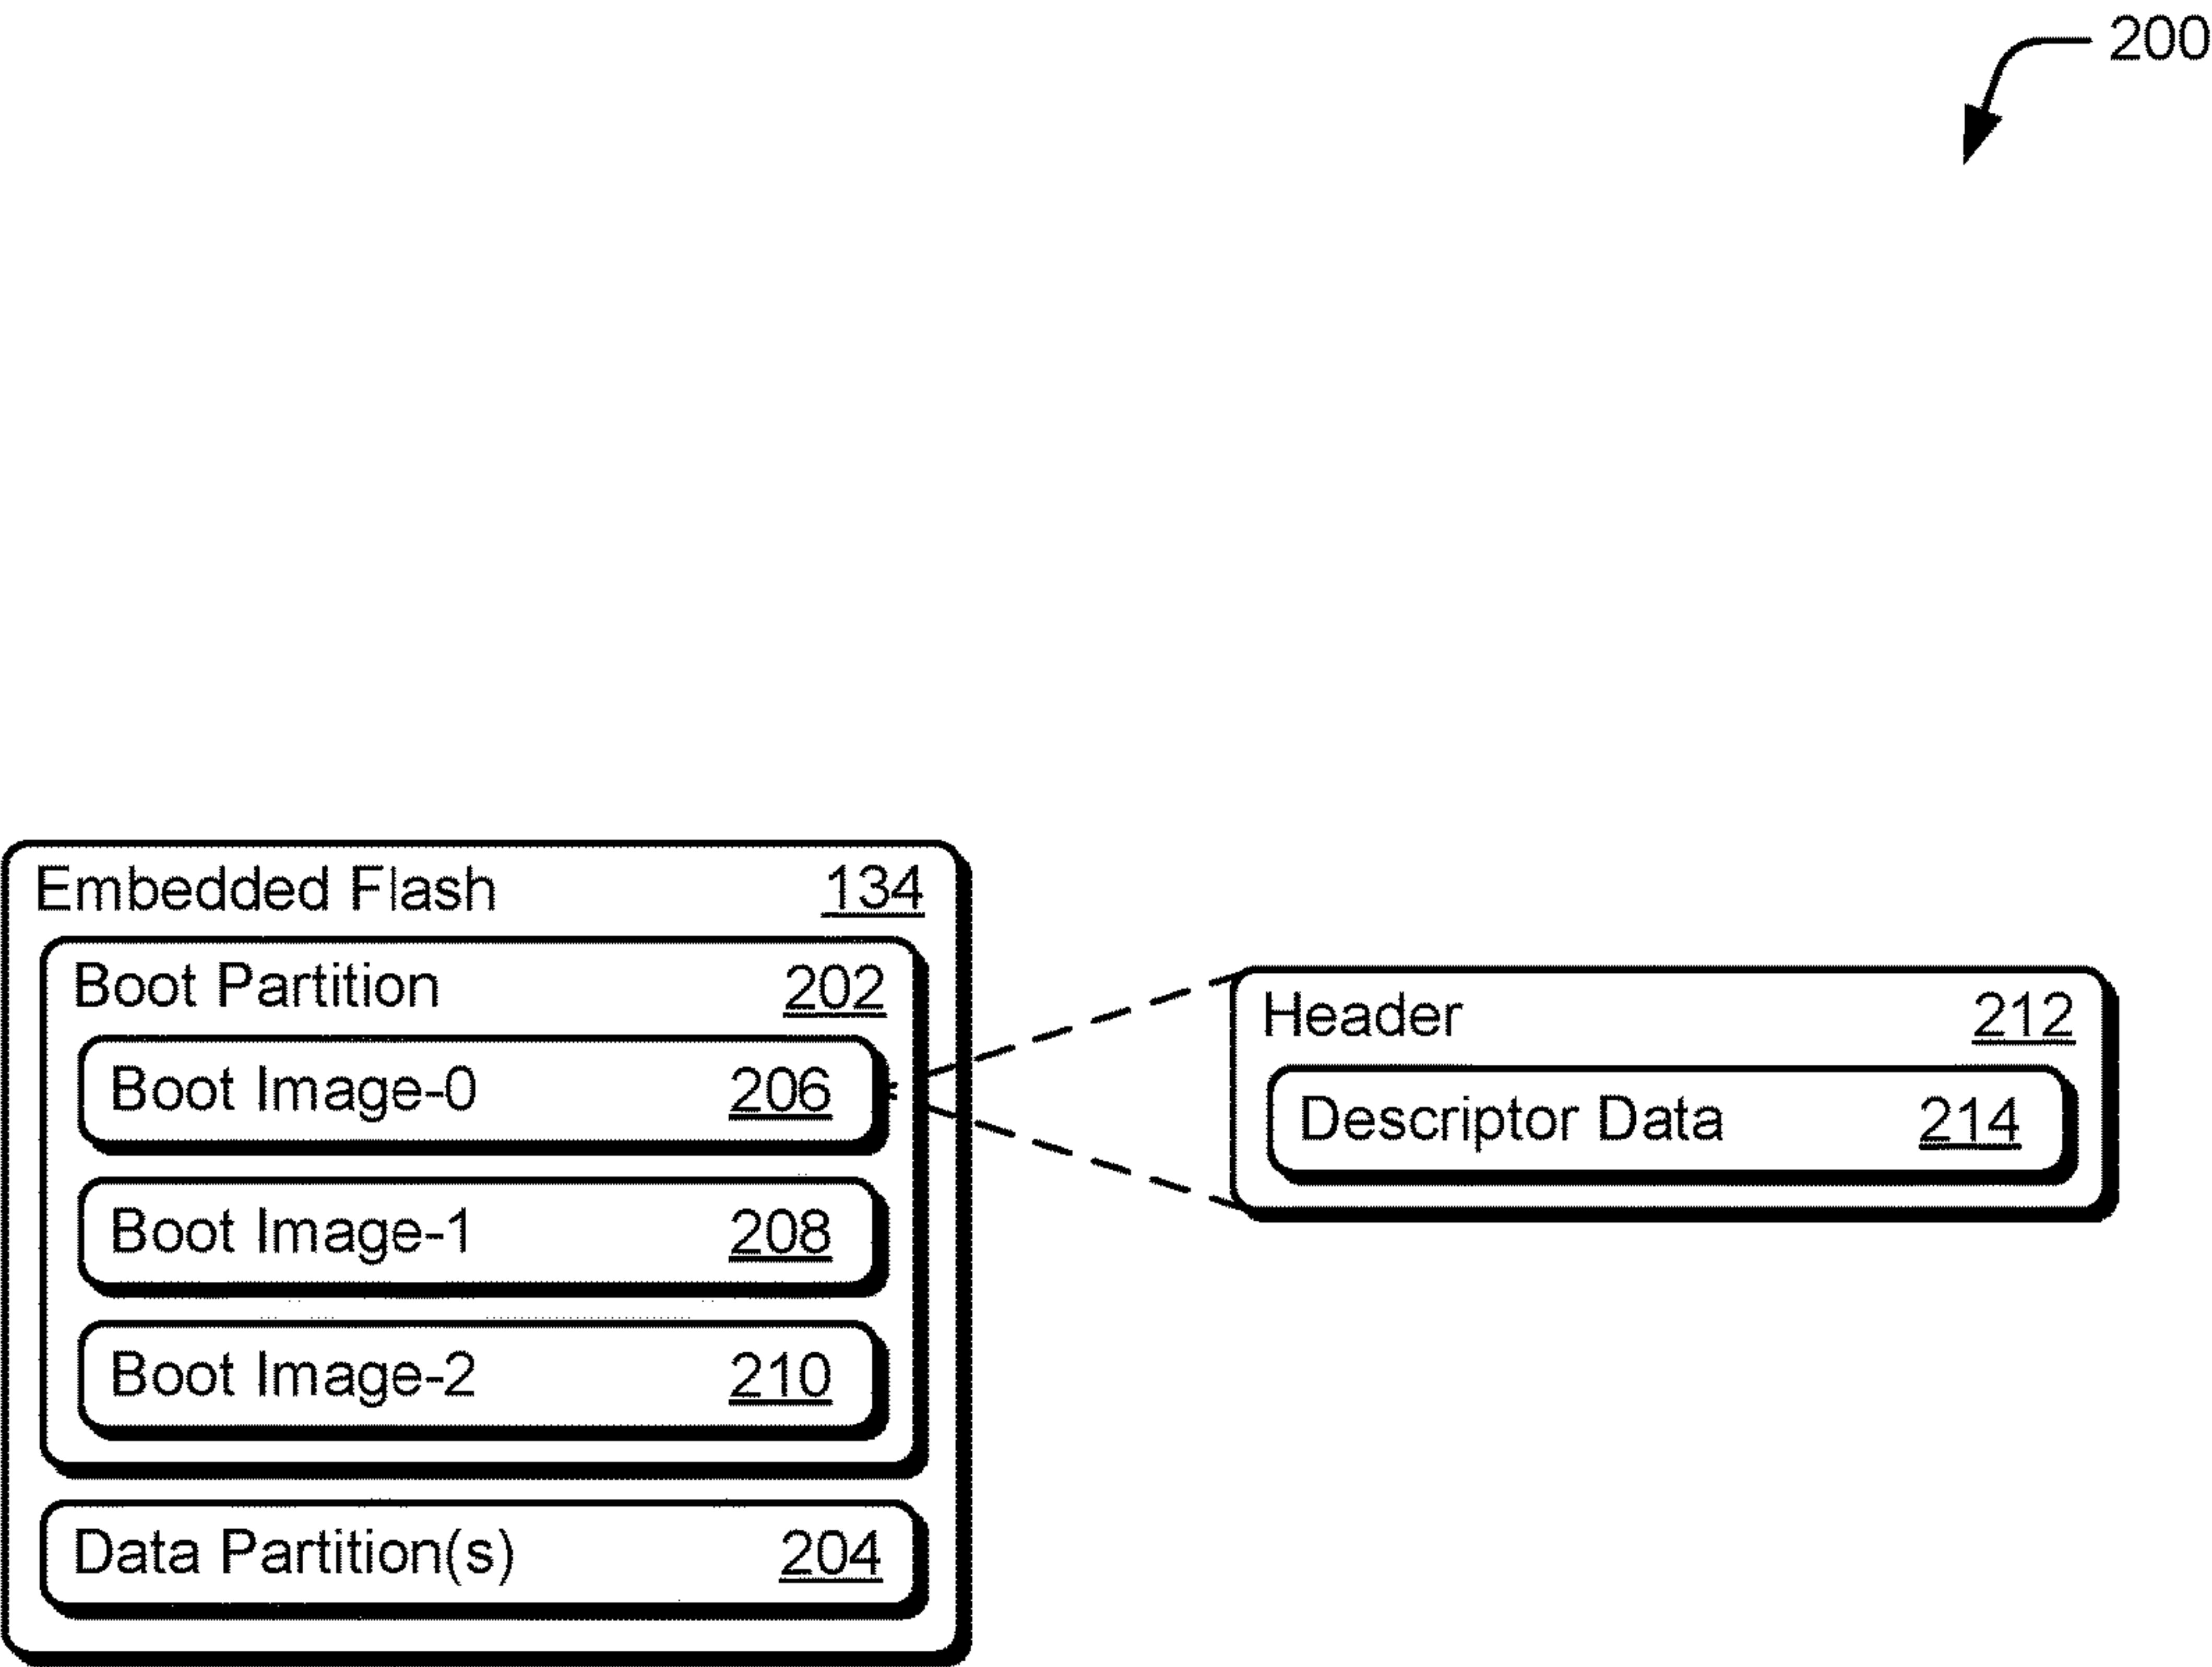 200
Embedded Flash 134
Boot Partition 202
Boot Image-0 206
Boot Image-1 208
Boot Image-2 210
Data Partition(s) 204
Header 212
Descriptor Data 214